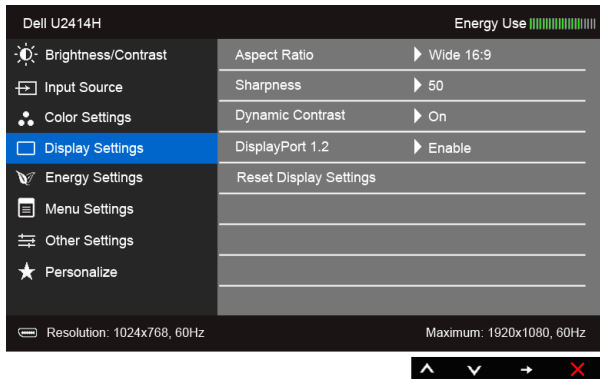 Dell U2414H Energy Use
Brightness/Contrast Aspect Ratio Wide 16:9
Input Source Sharpness 50
Color Settings Dynamic Contrast On
Display Settings DisplayPort 1.2 Enable
Energy Settings Reset Display Settings
Menu Settings
Other Settings
Personalize
Resolution: 1024x768, 60Hz Maximum: 1920x1080, 60Hz